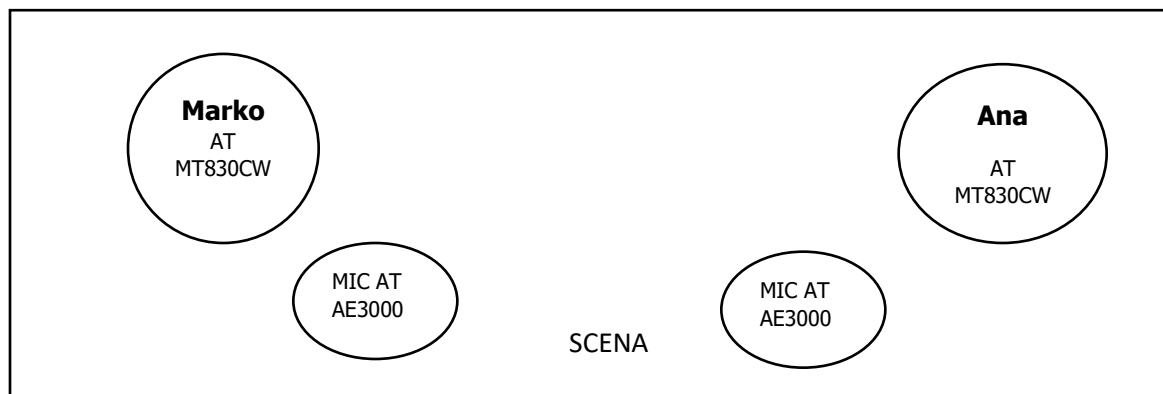 Marko
AT
MT830CW
Ana
AT
MT830CW
MIC AT
AE3000
MIC AT
AE3000
SCENA